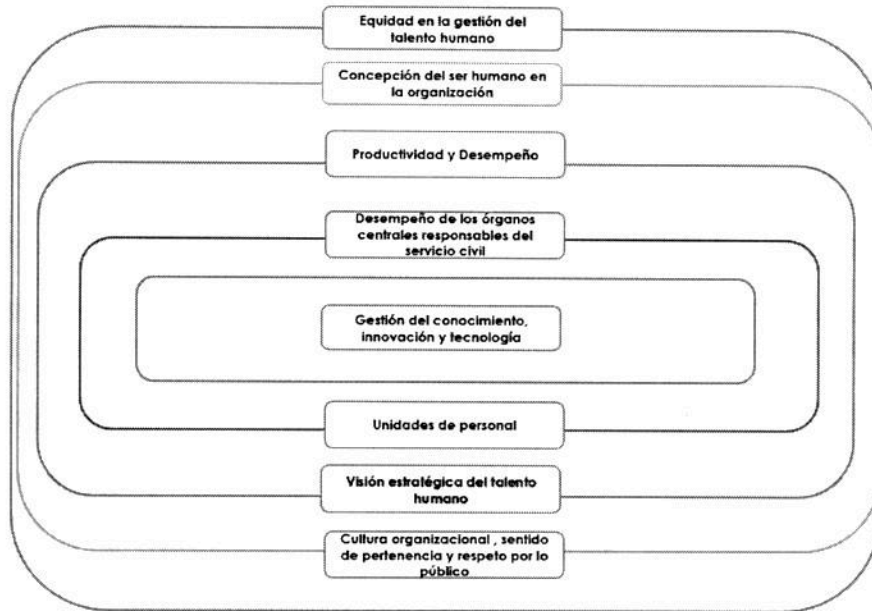 Equidad en la gestión del
talento humano
Concepción del ser humano en
la organización
Productividad y Desempeño
Desempeño de los órganos
centrales responsables del
servicio civil
Gestión del conocimiento,
innovación y tecnología
Unidades de personal
Visión estratégica del talento
humano
Cultura organizacional , sentido
de pertenencia y respeto por lo
público